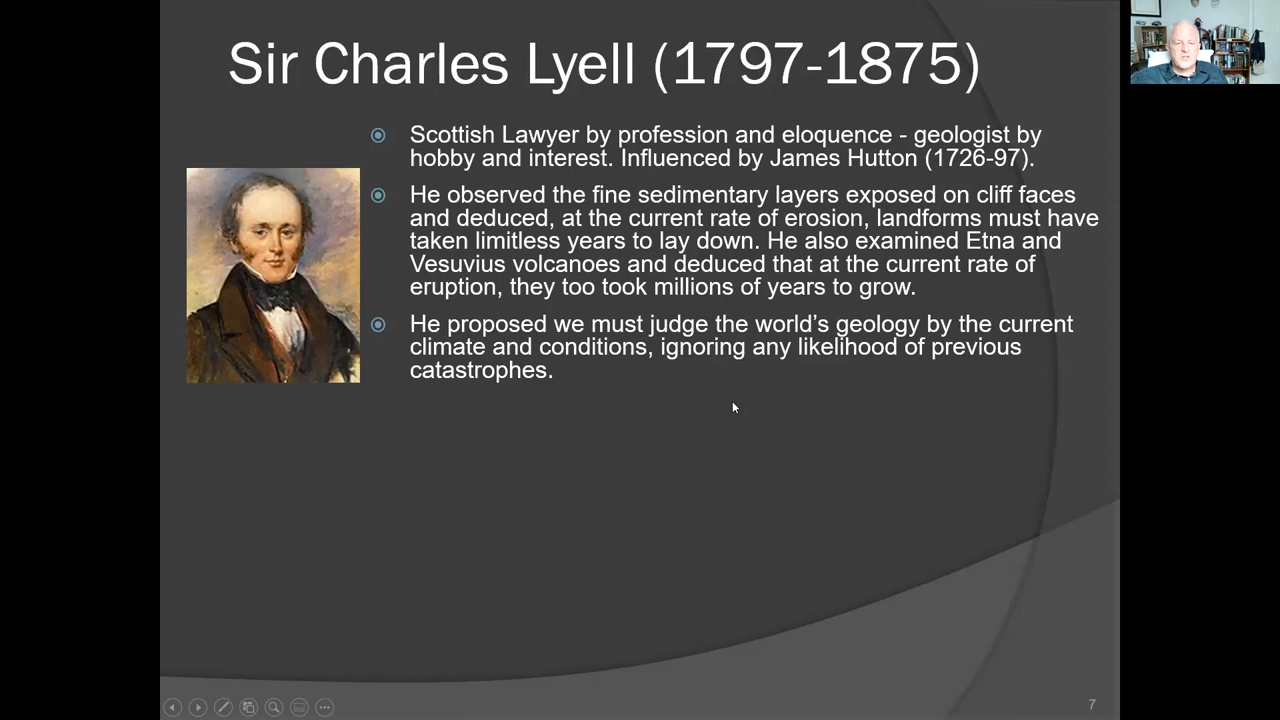 Sir Charles Lyell (1797-1875)
Scottish Lawyer by profession and eloquence - geologist by
hobby and interest. Influenced by James Hutton (1726-97).
He observed the fine sedimentary layers exposed on cliff faces
and deduced, at the current rate of erosion, landforms must have
taken limitless years to lay down. He also examined Etna and
Vesuvius volcanoes and deduced that at the current rate of
eruption, they too took millions of years to grow.
He proposed we must judge the world’s geology by the current
climate and conditions, ignoring any likelihood of previous
catastrophes.
7